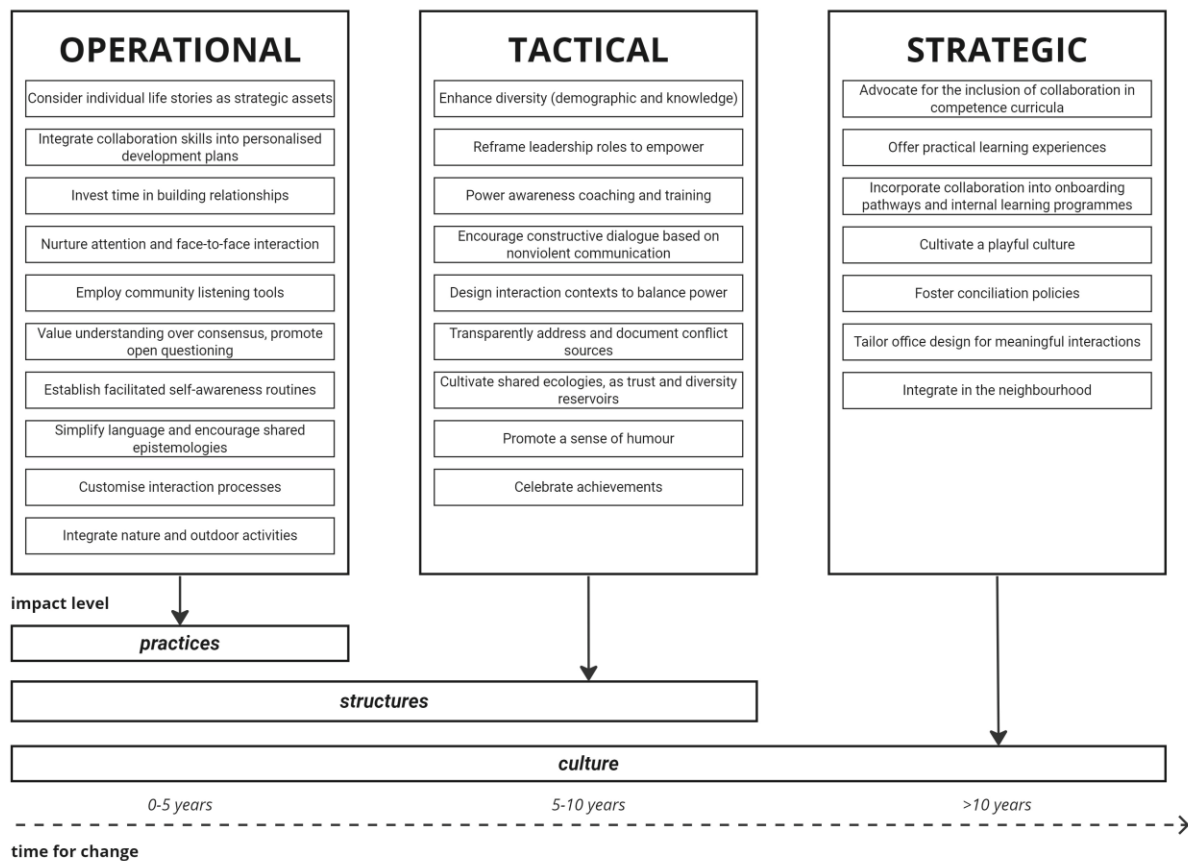 OPERATIONAL
Consider individual life stories as strategic assets
Integrate collaboration skills into personalised
development plans
Invest time in building relationships
Nurture attention and face-to-face interaction
Employ community listening tools
Value understanding over consensus, promote
open questioning
Establish facilitated self-awareness routines
Simplify language and encourage shared
epistemologies
Customise interaction processes
Integrate nature and outdoor activities
TACTICAL
Enhance diversity (demographic and knowledge)
Reframe leadership roles to empower
Power awareness coaching and training
Encourage constructive dialogue based on
nonviolent communication
Design interaction contexts to balance power
Transparently address and document conflict
sources
Cultivate shared ecologies, as trust and diversity
reservoirs
Promote a sense of humour
Celebrate achievements
STRATEGIC
Advocate for the inclusion of collaboration in
competence curricula
Offer practical learning experiences
Incorporate collaboration into onboarding
pathways and internal learning programmes
Cultivate a playful culture
Foster conciliation policies
Tailor office design for meaningful interactions
Integrate in the neighbourhood
impact level
practices
structures
culture
0-5 years
5-10 years
>10 years
time for change